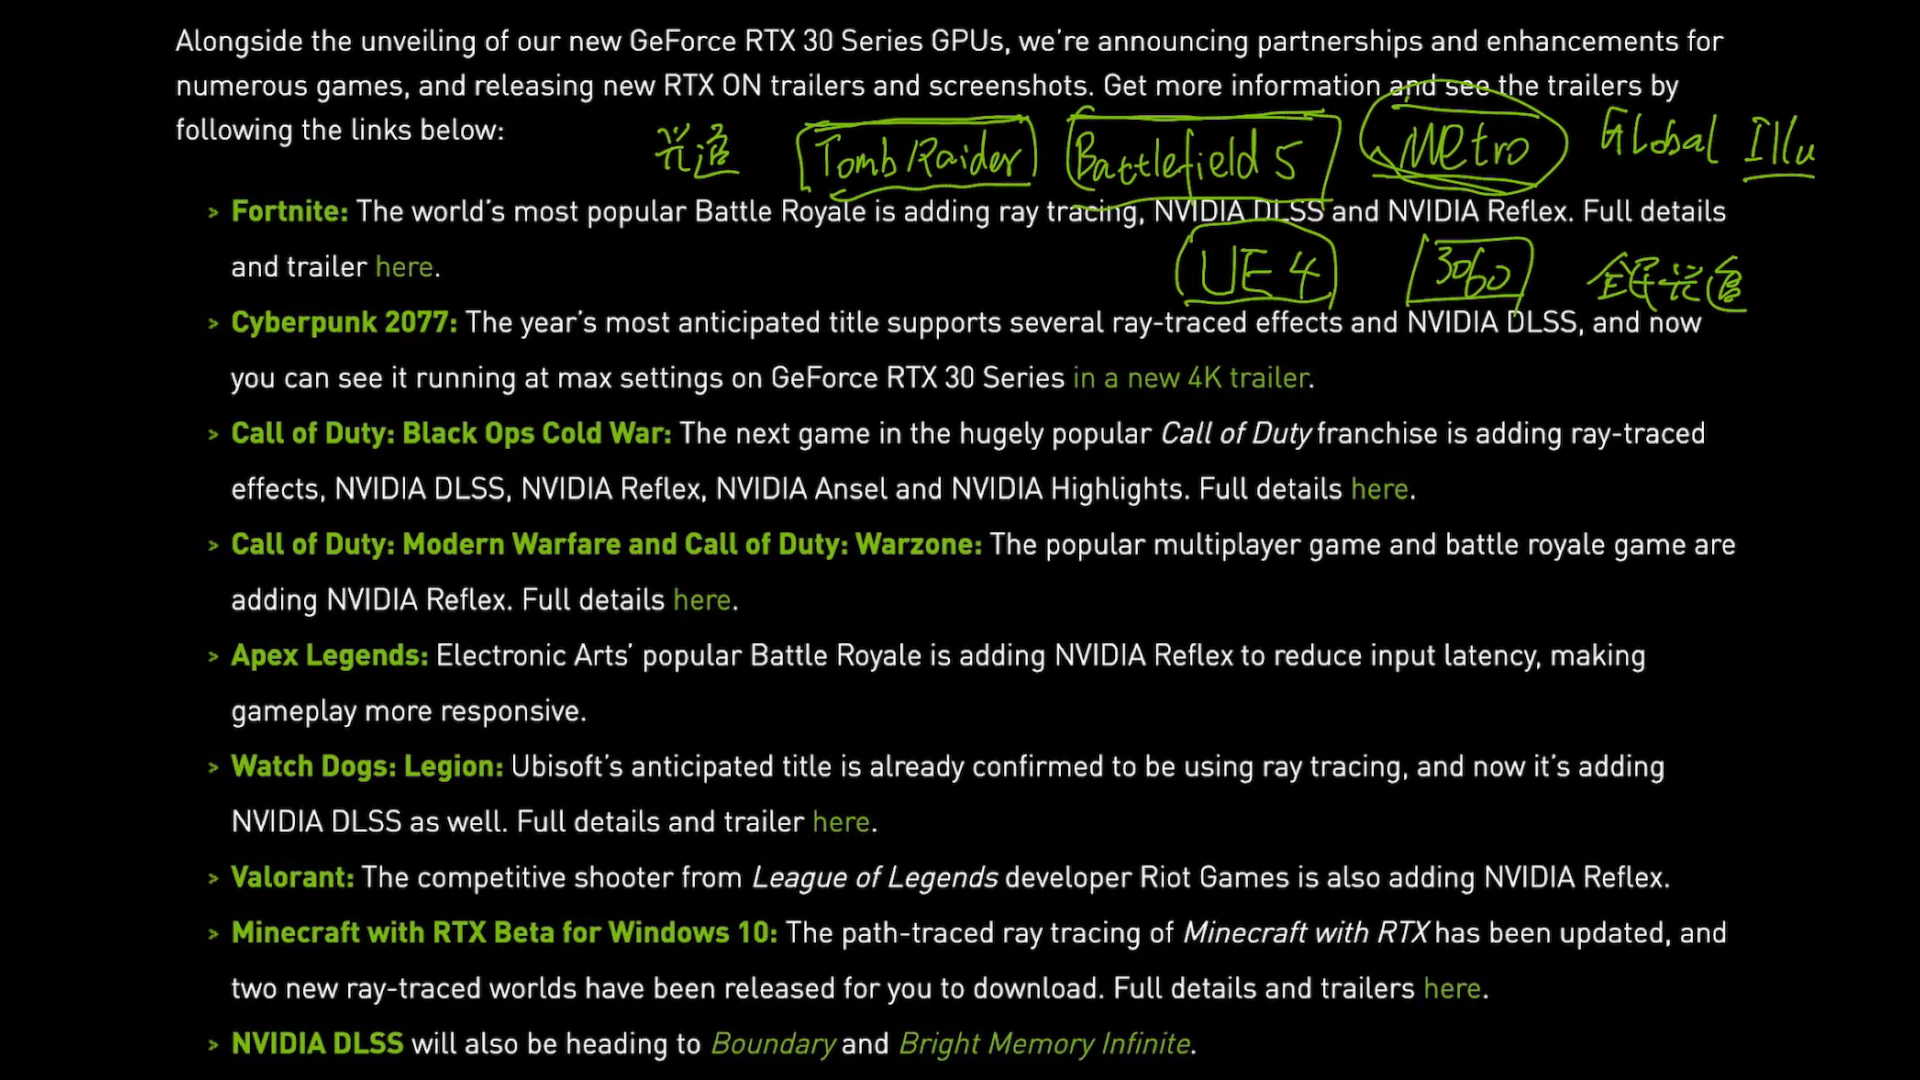 Alongside the unveiling of our new GeForce RTX 30 Series GPUs, we're announcing partnerships and enhancements for
numerous games, and releasing new RTX ON trailers and screenshots. Get more information and see the trailers by
following the links below:
光追 Tomb Raider Battlefield 5 Metro Global Illu
> Fortnite: The world's most popular Battle Royale is adding ray tracing, NVIDIA DLSS and NVIDIA Reflex. Full details
and trailer here.
UE 4 3060 全民光追
> Cyberpunk 2077: The year's most anticipated title supports several ray-traced effects and NVIDIA DLSS, and now
you can see it running at max settings on GeForce RTX 30 Series in a new 4K trailer.
> Call of Duty: Black Ops Cold War: The next game in the hugely popular Call of Duty franchise is adding ray-traced
effects, NVIDIA DLSS, NVIDIA Reflex, NVIDIA Ansel and NVIDIA Highlights. Full details here.
> Call of Duty: Modern Warfare and Call of Duty: Warzone: The popular multiplayer game and battle royale game are
adding NVIDIA Reflex. Full details here.
> Apex Legends: Electronic Arts' popular Battle Royale is adding NVIDIA Reflex to reduce input latency, making
gameplay more responsive.
> Watch Dogs: Legion: Ubisoft's anticipated title is already confirmed to be using ray tracing, and now it's adding
NVIDIA DLSS as well. Full details and trailer here.
> Valorant: The competitive shooter from League of Legends developer Riot Games is also adding NVIDIA Reflex.
> Minecraft with RTX Beta for Windows 10: The path-traced ray tracing of Minecraft with RTX has been updated, and
two new ray-traced worlds have been released for you to download. Full details and trailers here.
> NVIDIA DLSS will also be heading to Boundary and Bright Memory Infinite.